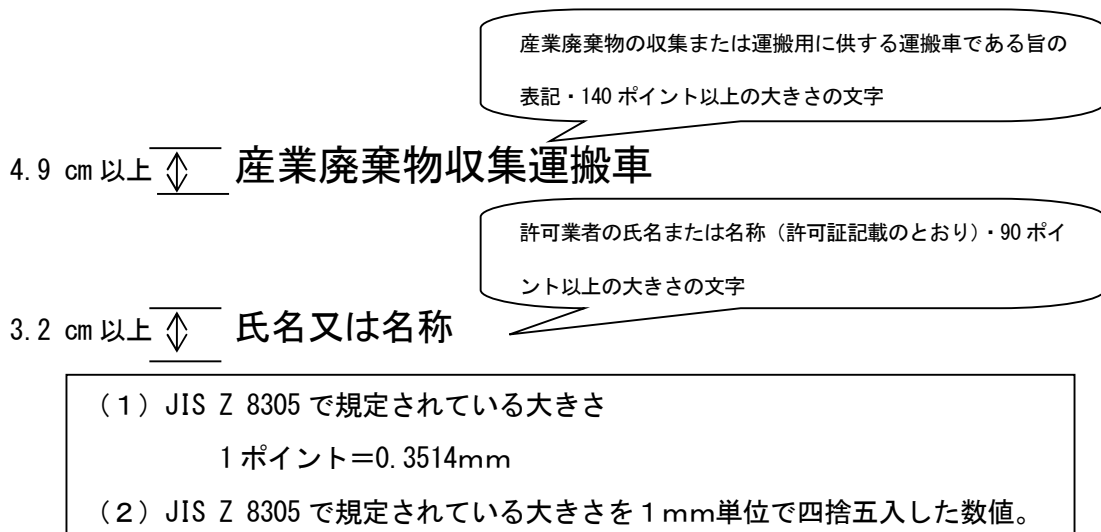 産業廃棄物の収集または運搬用に供する運搬車である旨の
表記・140 ポイント以上の大きさの文字
4.9 ㎝以上 産業廃棄物収集運搬車
許可業者の氏名または名称（許可証記載のとおり）・90 ポイ
ント以上の大きさの文字
3.2 ㎝以上 氏名又は名称
（１）JIS Z 8305 で規定されている大きさ
1 ポイント＝0.3514ｍｍ
（２）JIS Z 8305 で規定されている大きさを１ｍｍ単位で四捨五入した数値。